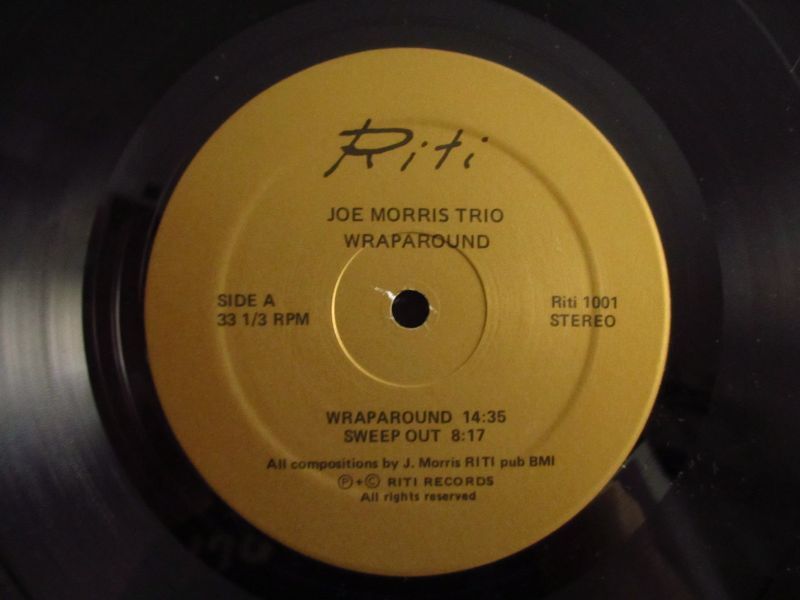 Riti
JOE MORRIS TRIO
WRAPAROUND
SIDE A
33 1/3 RPM
Riti 1001
STEREO
WRAPAROUND 14:35
SWEEP OUT 8:17
All compositions by J. Morris RITI pub BMI
Ⓟ+© RITI RECORDS
All rights reserved